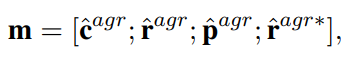 𝐦 = [ĉ^{agr}; r̂^{agr}; p̂^{agr}; r̂^{agr*}],